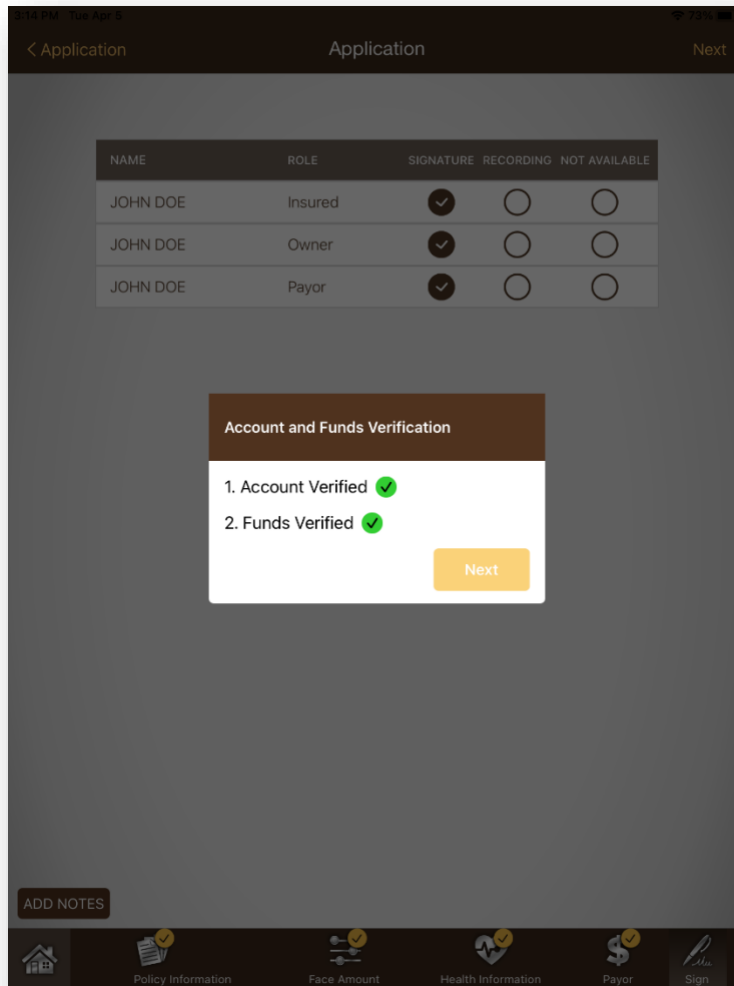 3:14 PM Tue Apr 5 73%
< Application Application Next
NAME ROLE SIGNATURE RECORDING NOT AVAILABLE
JOHN DOE Insured
JOHN DOE Owner
JOHN DOE Payor
Account and Funds Verification
1. Account Verified
2. Funds Verified
Next
ADD NOTES
Policy Information Face Amount Health Information Payor Sign